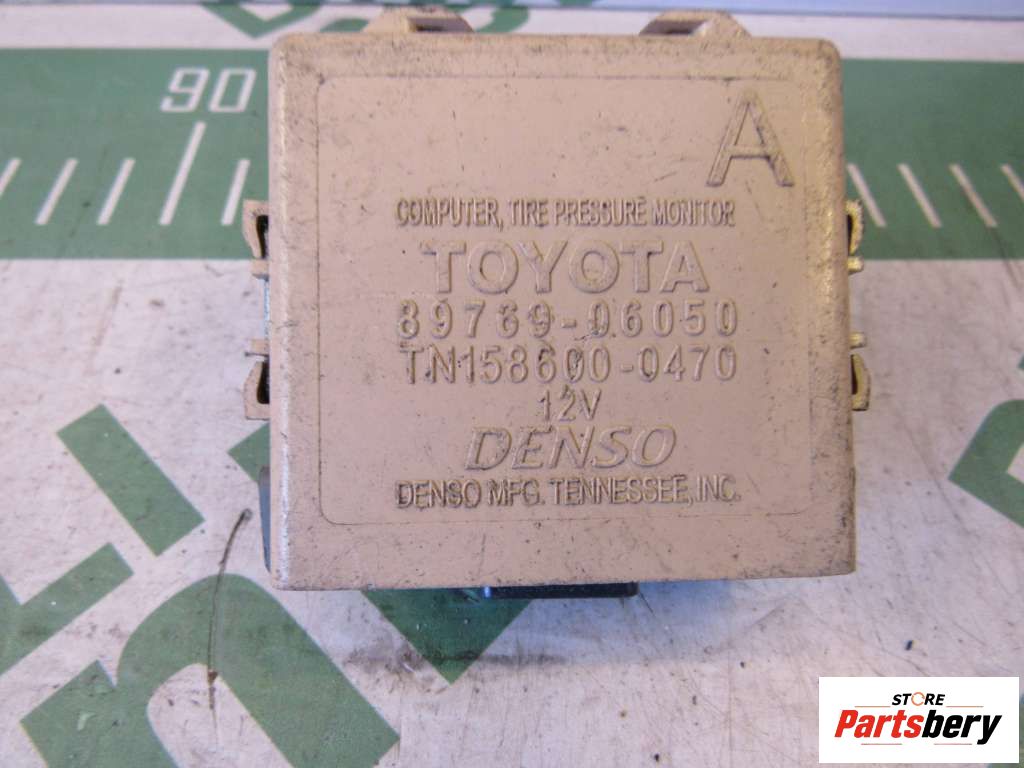 90
A
COMPUTER, TIRE PRESSURE MONITOR
TOYOTA
89769-06050
TN158600-0470
12V
DENSO
DENSO MFG. TENNESSEE, INC.
STORE
Partsbery